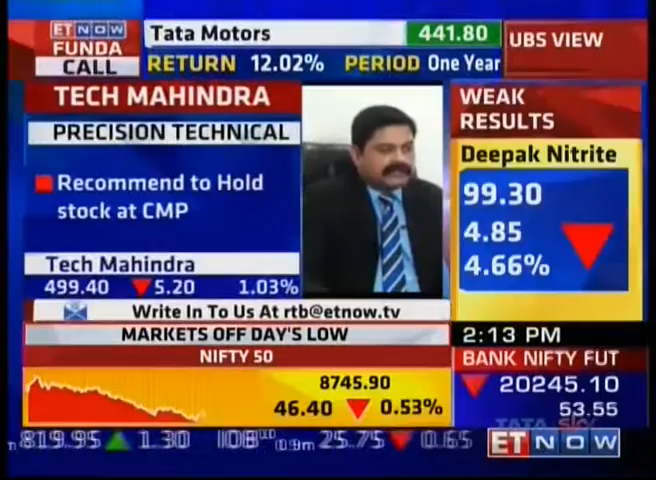 ET NOW
FUNDA
CALL
Tata Motors 441.80
RETURN 12.02% PERIOD One Year
UBS VIEW
TECH MAHINDRA
PRECISION TECHNICAL
Recommend to Hold
stock at CMP
Tech Mahindra
499.40 5.20 1.03%
WEAK
RESULTS
Deepak Nitrite
99.30
4.85
4.66%
Write In To Us At rtb@etnow.tv
MARKETS OFF DAY'S LOW
NIFTY 50
8745.90
46.40 0.53%
2:13 PM
BANK NIFTY FUT
20245.10
53.55
TATA sky
819.95 1.30 IOB 25.75 0.65
ET NOW